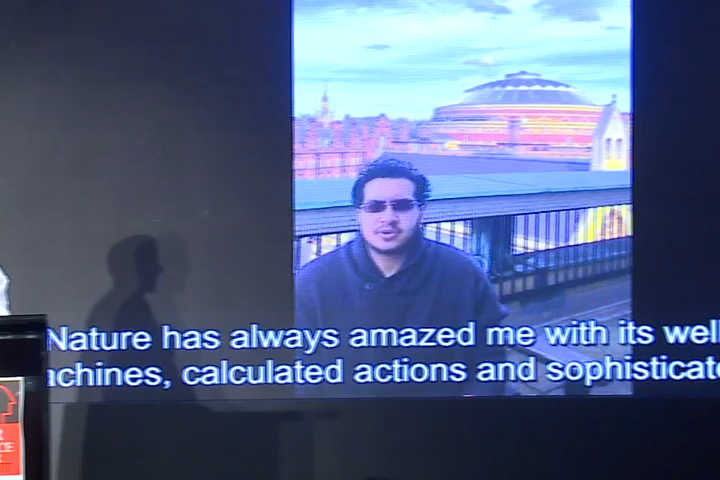 Nature has always amazed me with its well
achines, calculated actions and sophisticate